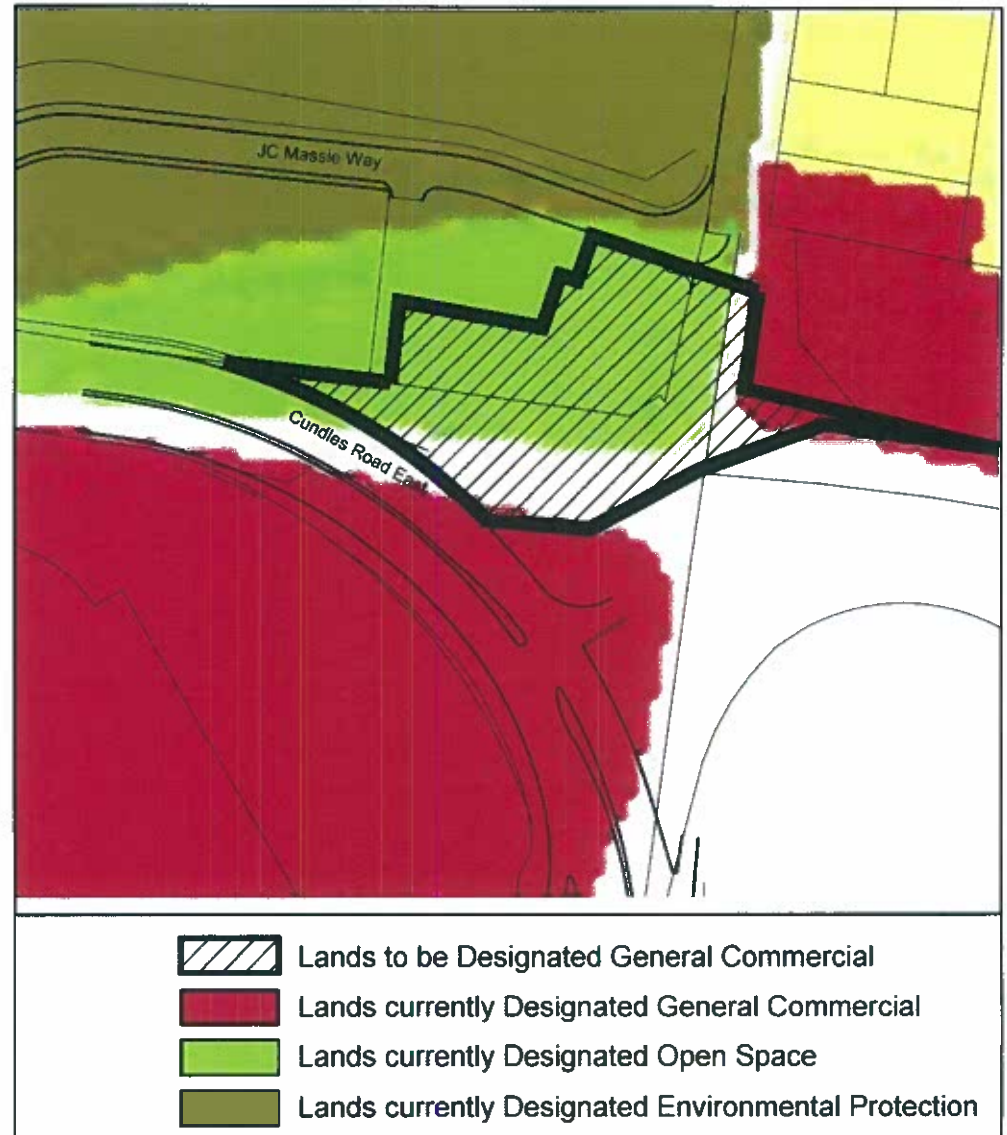 JC Massie Way
Cundles Road East
Lands to be Designated General Commercial
Lands currently Designated General Commercial
Lands currently Designated Open Space
Lands currently Designated Environmental Protection